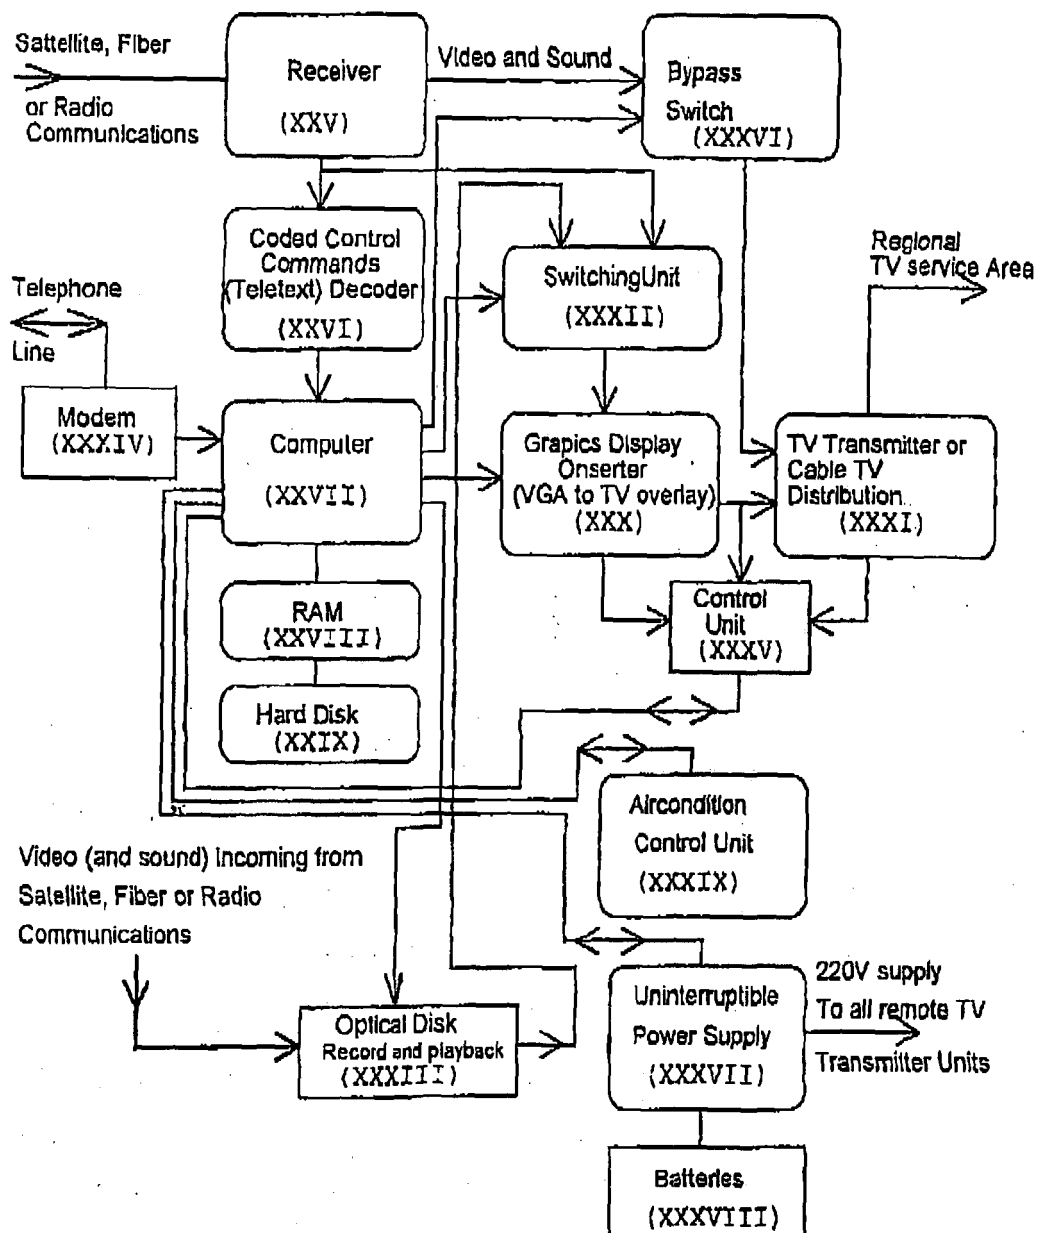 Sattellite, Fiber
or Radio
Communications
Receiver
(XXV)
Video and Sound
Bypass
Switch
(XXXVI)
Coded Control
Commands
(Teletext) Decoder
(XXVI)
SwitchingUnit
(XXXII)
Regional
TV service Area
Telephone
Line
Modem
(XXXIV)
Computer
(XXVII)
Grapics Display
Onserter
(VGA to TV overlay)
(XXX)
TV Transmitter or
Cable TV
Distribution
(XXXI)
RAM
(XXVIII)
Control
Unit
(XXXV)
Hard Disk
(XXIX)
Aircondition
Control Unit
(XXXIX)
Video (and sound) Incoming from
Satellite, Fiber or Radio
Communications
Optical Disk
Record and playback
(XXXIII)
Uninterruptible
Power Supply
(XXXVII)
220V supply
To all remote TV
Transmitter Units
Batteries
(XXXVIII)